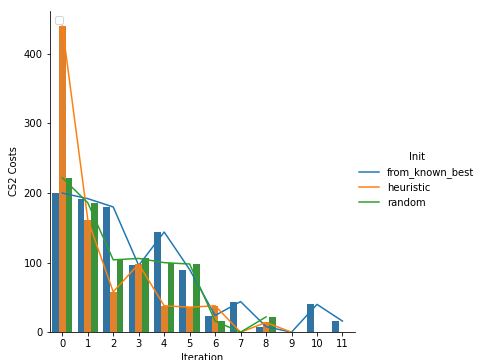 400
300
200
100
0
CS2 Costs
0 1 2 3 4 5 6 7 8 9 10 11
Iteration
Init
from_known_best
heuristic
random